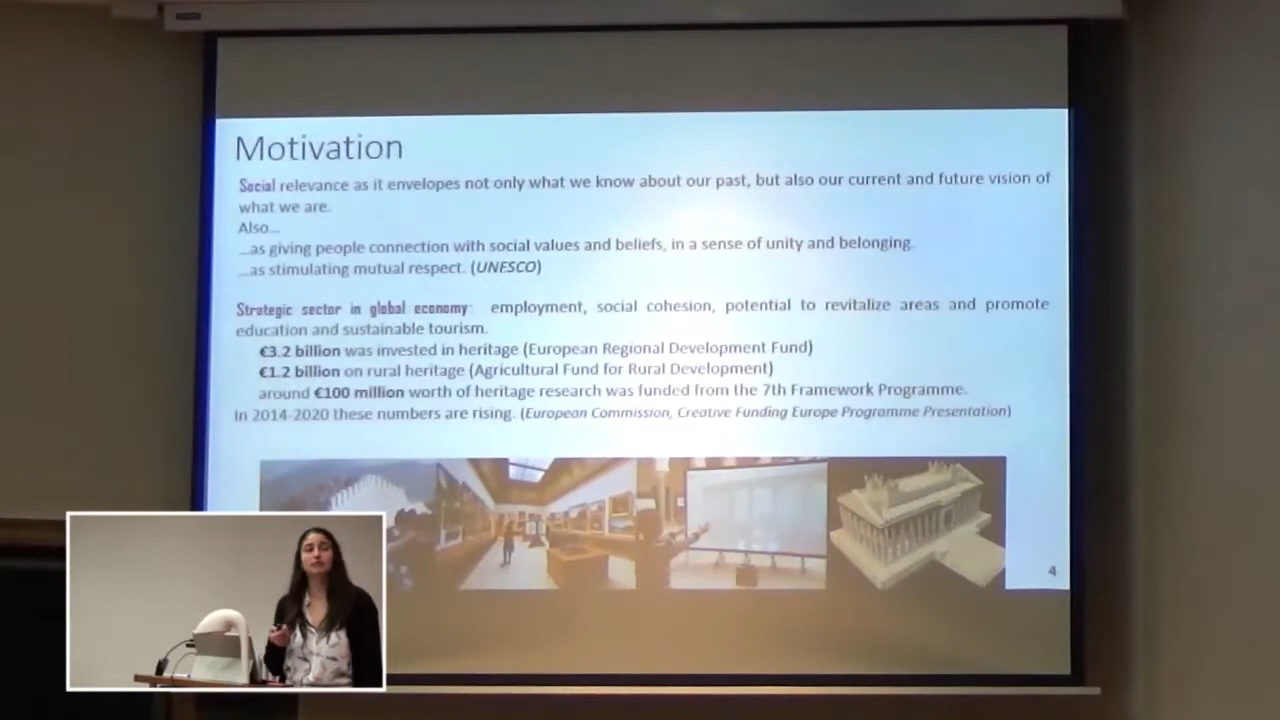 Motivation
Social relevance as it envelopes not only what we know about our past, but also our current and future vision of
what we are.
Also...
...as giving people connection with social values and beliefs, in a sense of unity and belonging.
...as stimulating mutual respect. (UNESCO)
Strategic sector in global economy: employment, social cohesion, potential to revitalize areas and promote
education and sustainable tourism.
€3.2 billion was invested in heritage (European Regional Development Fund)
€1.2 billion on rural heritage (Agricultural Fund for Rural Development)
around €100 million worth of heritage research was funded from the 7th Framework Programme.
In 2014-2020 these numbers are rising. (European Commission, Creative Funding Europe Programme Presentation)
4